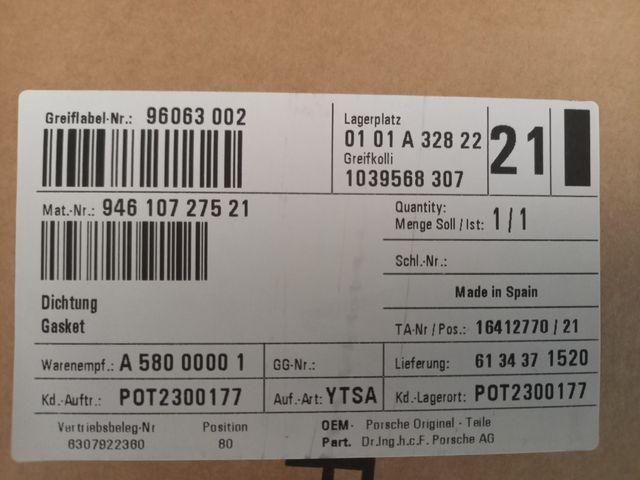 Greiflabel-Nr.: 96063 002
Lagerplatz
01 01 A 328 22
Greifkolli
1039568 307
21
Mat.-Nr.: 946 107 275 21
Quantity:
Menge Soll / Ist: 1 / 1
Schl.-Nr.:
Dichtung
Gasket
Made in Spain
TA-Nr / Pos.: 16412770 / 21
Warenempf.: A 580 0000 1
GG-Nr.:
Lieferung: 61 34 37 1520
Kd.-Auftr.: POT2300177
Auf.-Art: YTSA
Kd.-Lagerort.: POT2300177
Vertriebsbeleg-Nr Position
6307922360 80
OEM- Porsche Original - Teile
Part. Dr.Ing.h.c.F. Porsche AG